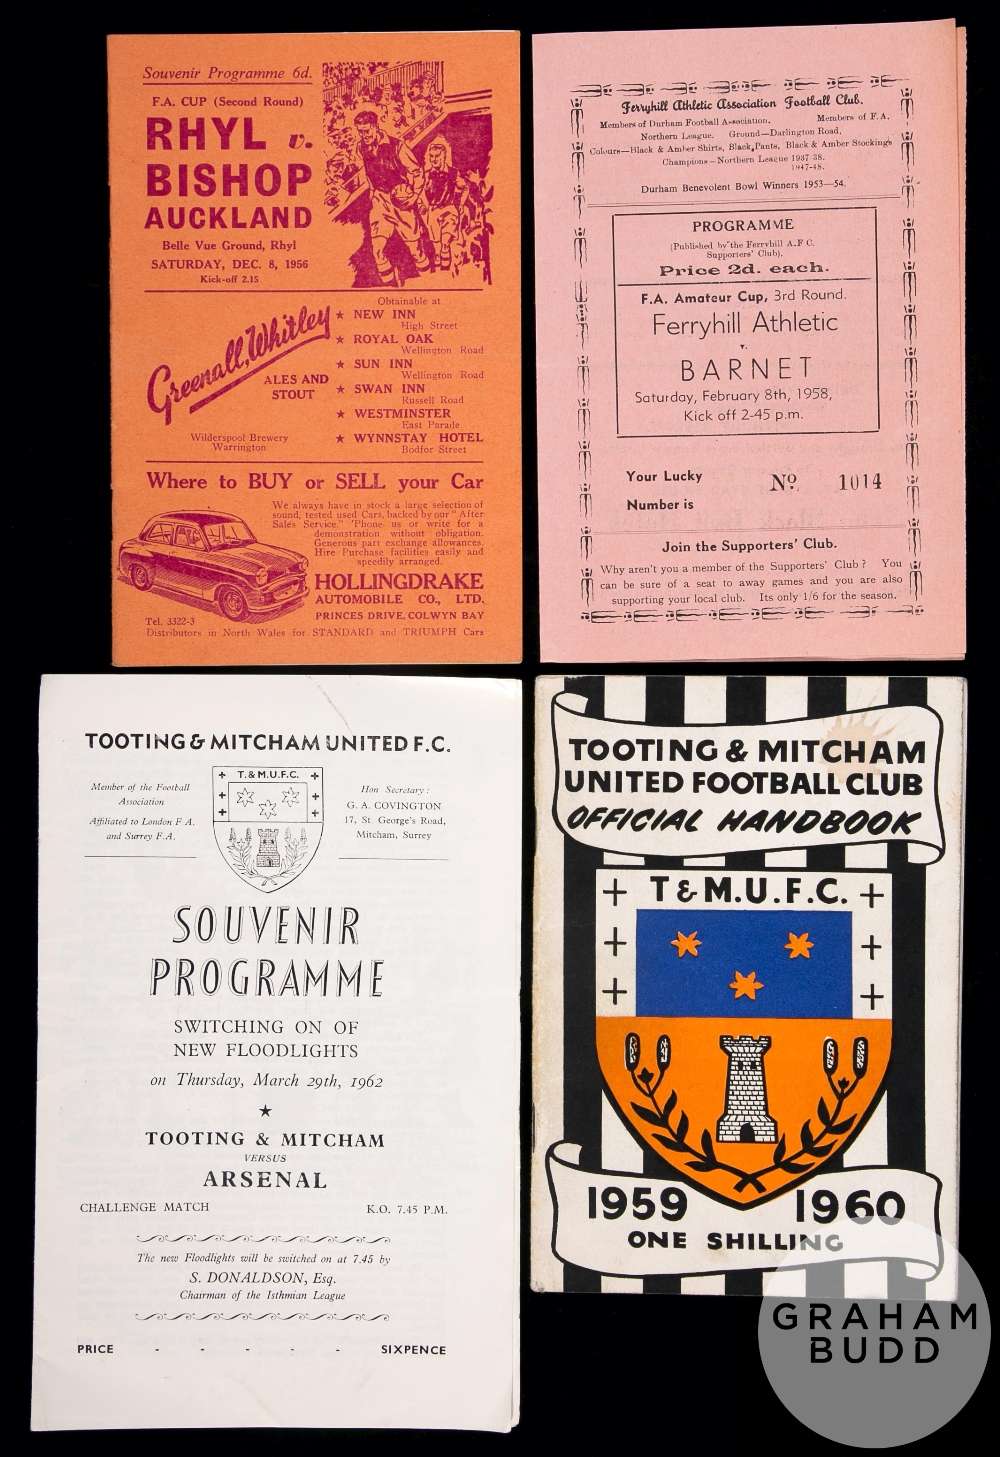 Souvenir Programme 6d.
F.A. CUP (Second Round)
RHYL v.
BISHOP
AUCKLAND
Belle Vue Ground, Rhyl
SATURDAY, DEC. 8, 1956
Kick-off 2.15
Greenall, Whitley
ALES AND
STOUT
Wilderspool Brewery
Warrington
Obtainable at
★ NEW INN
High Street
★ ROYAL OAK
Wellington Road
★ SUN INN
Wellington Road
★ SWAN INN
Russell Road
★ WESTMINSTER
East Parade
★ WYNNSTAY HOTEL
Bodfor Street
Where to BUY or SELL your Car
We always have in stock a large selection of
sound, tested used Cars, backed by our "After
Sales Service." 'Phone us or write for a
demonstration without obligation.
Generous part exchange allowances.
Hire Purchase facilities easily and
speedily arranged.
HOLLINGDRAKE
AUTOMOBILE CO., LTD.
PRINCES DRIVE, COLWYN BAY
Tel. 3322-3
Distributors in North Wales for STANDARD and TRIUMPH Cars
Ferryhill Athletic Association Football Club.
Members of Durham Football Association. Members of F.A.
Northern League. Ground—Darlington Road,
Colours—Black & Amber Shirts, Black Pants, Black & Amber Stockings
Champions—Northern League 1937-38.
1947-48.
Durham Benevolent Bowl Winners 1953—54.
PROGRAMME
(Published by the Ferryhill A.F.C.
Supporters' Club).
Price 2d. each.
F.A. Amateur Cup, 3rd Round.
Ferryhill Athletic
v.
BARNET
Saturday, February 8th, 1958,
Kick off 2-45 p.m.
Your Lucky
Number is
No 1014
Join the Supporters' Club.
Why aren't you a member of the Supporters' Club? You
can be sure of a seat to away games and you are also
supporting your local club. Its only 1/6 for the season.
TOOTING & MITCHAM UNITED F.C.
Member of the Football
Association
Affiliated to London F A.
and Surrey F.A.
T. & M.U.F.C.
Hon Secretary:
G. A. COVINGTON
17, St George's Road,
Mitcham, Surrey
SOUVENIR
PROGRAMME
SWITCHING ON OF
NEW FLOODLIGHTS
on Thursday, March 29th, 1962
★
TOOTING & MITCHAM
VERSUS
ARSENAL
CHALLENGE MATCH K.O. 7.45 P.M.
The new Floodlights will be switched on at 7.45 by
S. DONALDSON, Esq.
Chairman of the Isthmian League
PRICE - - - - - SIXPENCE
TOOTING & MITCHAM
UNITED FOOTBALL CLUB
OFFICIAL HANDBOOK
T & M.U.F.C.
1959 1960
ONE SHILLING
GRAHAM
BUDD